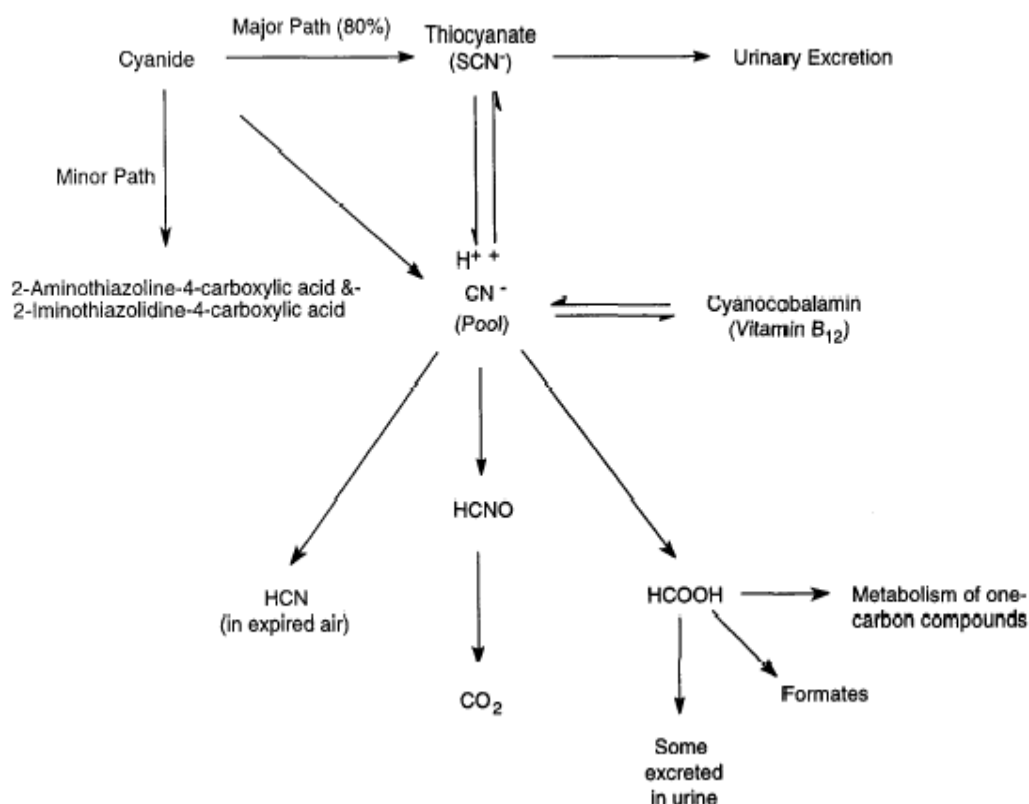 Major Path (80%)
Thiocyanate
(SCN⁻)
Cyanide
Urinary Excretion
Minor Path
H⁺ +
CN⁻
(Pool)
2-Aminothiazoline-4-carboxylic acid &-
2-Iminothiazolidine-4-carboxylic acid
Cyanocobalamin
(Vitamin B₁₂)
HCNO
HCN
(in expired air)
HCOOH
Metabolism of one-
carbon compounds
CO₂
Formates
Some
excreted
in urine